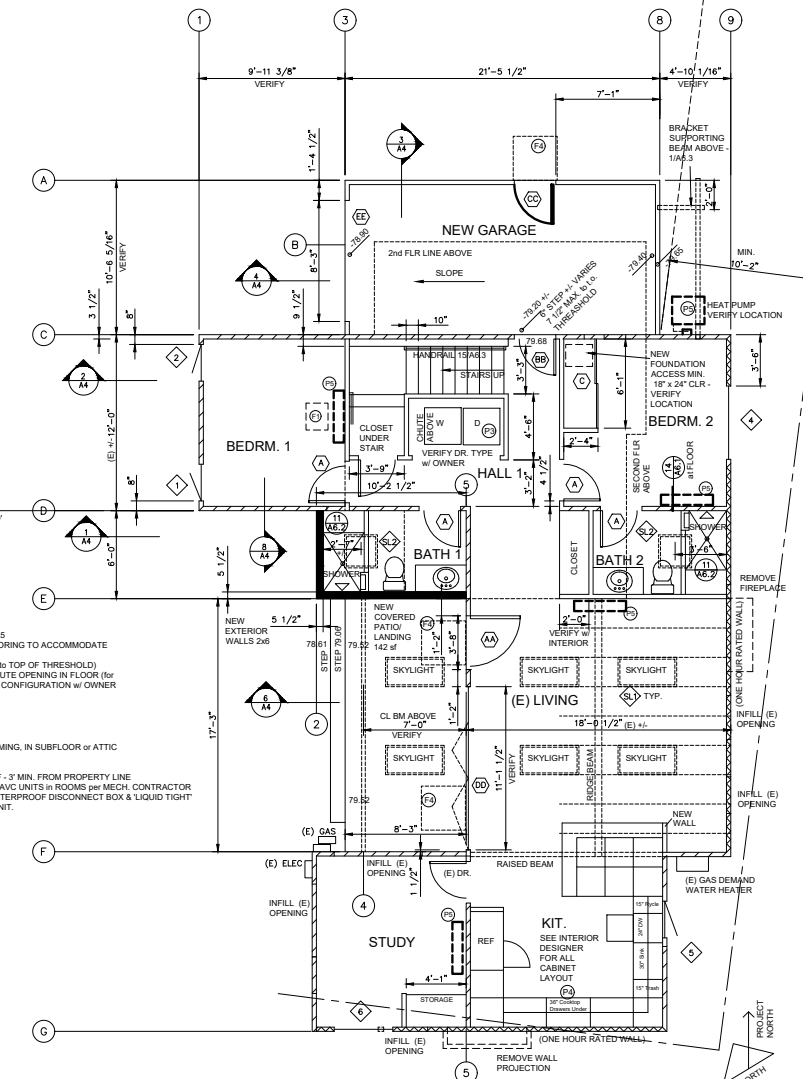 1
3
8
9
9'-11 3/8"
VERIFY
21'-5 1/2"
4'-10 1/16"
VERIFY
7'-1"
BRACKET
SUPPORTING
BEAM ABOVE -
1/A6.3
3
A4
F4
1'-4 1/2"
2'-0"
A
CC
EE
NEW GARAGE
B
-78.90
2nd FLR LINE ABOVE
-79.40
MIN.
10'-2"
10'-6 5/16"
VERIFY
8'-3"
4
A4
SLOPE
-79.20 +/-
6" STEP +/- VARIES
7 1/2" MAX. to t.o.
THREASHOLD
P5
HEAT PUMP
VERIFY LOCATION
3 1/2"
8"
9 1/2"
10"
C
79.68
HANDRAIL 15/A6.3
STAIRS UP
3'-3"
BB
NEW
FOUNDATION
ACCESS MIN.
18" x 24" CLR -
VERIFY
LOCATION
3'-6"
2
2
A4
C
6'-1"
(E) +/-12'-0"
P5
F1
CHUTE
ABOVE
W
D
P3
4'-6"
BEDRM. 2
4
BEDRM. 1
CLOSET
UNDER
STAIR
VERIFY DR. TYPE
w/ OWNER
2'-4"
SECOND FLR
ABOVE
14
A6.1
at FLOOR
A
3'-9"
HALL 1
3'-2"
4 1/2"
A
P5
8"
1
10'-2 1/2"
5
D
1
A4
6'-0"
8
A4
11
A6.2
2'-7"
+/-
SL2
A
BATH 1
A
SL2
SHOWER
3'-6"
11
A6.2
SHOWER
CLOSET
BATH 2
5 1/2"
REMOVE
FIREPLACE
E
NEW
EXTERIOR
WALLS 2x6
5 1/2"
NEW
COVERED
PATIO/
LANDING
142 sf
F4
2'-0"
P5
VERIFY w/
INTERIOR
(ONE HOUR RATED WALL)
78.61
STEP
STEP 79.06
79.52
1'-2"
3'-8"
AA
5
ORING TO ACCOMMODATE
to TOP OF THRESHOLD)
UTE OPENING IN FLOOR (for
CONFIGURATION w/ OWNER
SKYLIGHT
SKYLIGHT
SKYLIGHT
6
A4
1'-2"
(E) LIVING
SL1
TYP.
17'-3"
2
CL BM ABOVE
7'-0"
VERIFY
18'-0 1/2" (E) +/-
INFILL (E)
OPENING
MING, IN SUBFLOOR or ATTIC
11'-1 1/2"
VERIFY
SKYLIGHT
SKYLIGHT
SKYLIGHT
- 3' MIN. FROM PROPERTY LINE
AVC UNITS in ROOMS per MECH. CONTRACTOR
TERPROOF DISCONNECT BOX & 'LIQUID TIGHT'
NIT.
79.52
F4
DD
RIDGE BEAM
INFILL (E)
OPENING
NEW
WALL
(E) GAS
8'-3"
F
(E) ELEC
INFILL (E)
OPENING
1 1/2"
(E) DR.
RAISED BEAM
(E) GAS DEMAND
WATER HEATER
INFILL (E)
OPENING
4
P5
STUDY
REF
KIT.
SEE INTERIOR
DESIGNER
FOR ALL
CABINET
LAYOUT
P4
24" DW
30" Sink
15" Trash
5
4'-1"
STORAGE
36" Cooktop
Drawers Under
6
G
INFILL (E)
OPENING
(ONE HOUR RATED WALL)
REMOVE WALL
PROJECTION
5
PROJECT
NORTH